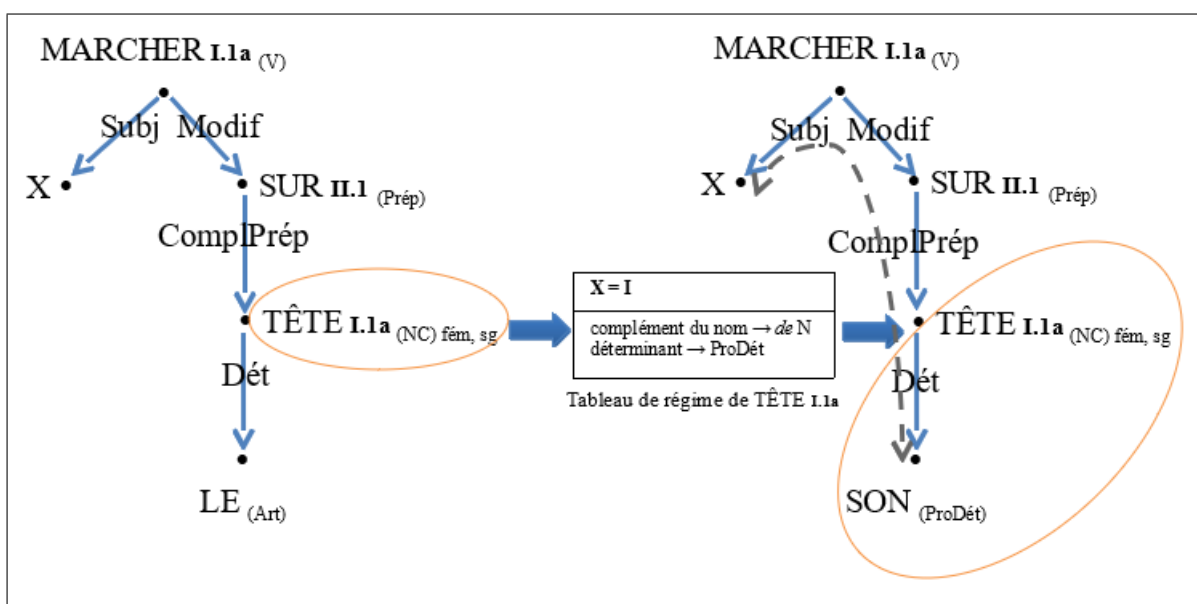 MARCHER I.1a (V)
Subj Modif
X
SUR II.1 (Prép)
ComplPrép
TÊTE I.1a (NC) fém, sg
Dét
LE (Art)
X = I
complément du nom → de N
déterminant → ProDét
Tableau de régime de TÊTE I.1a
MARCHER I.1a (V)
Subj Modif
X
SUR II.1 (Prép)
ComplPrép
TÊTE I.1a (NC) fém, sg
Dét
SON (ProDét)